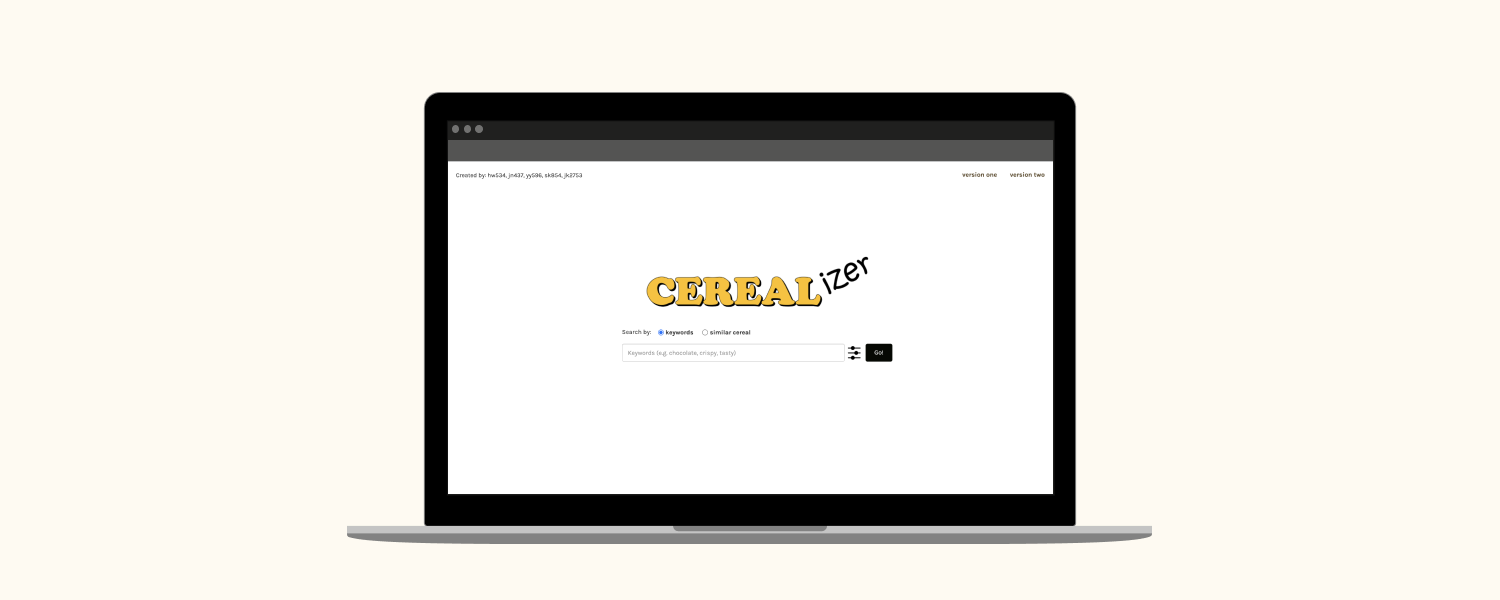 Created by: hw534, jn437, yy596, sk854, jk2753
version one version two
CEREALizer
Search by: keywords similar cereal
Keywords (e.g. chocolate, crispy, tasty)
Go!